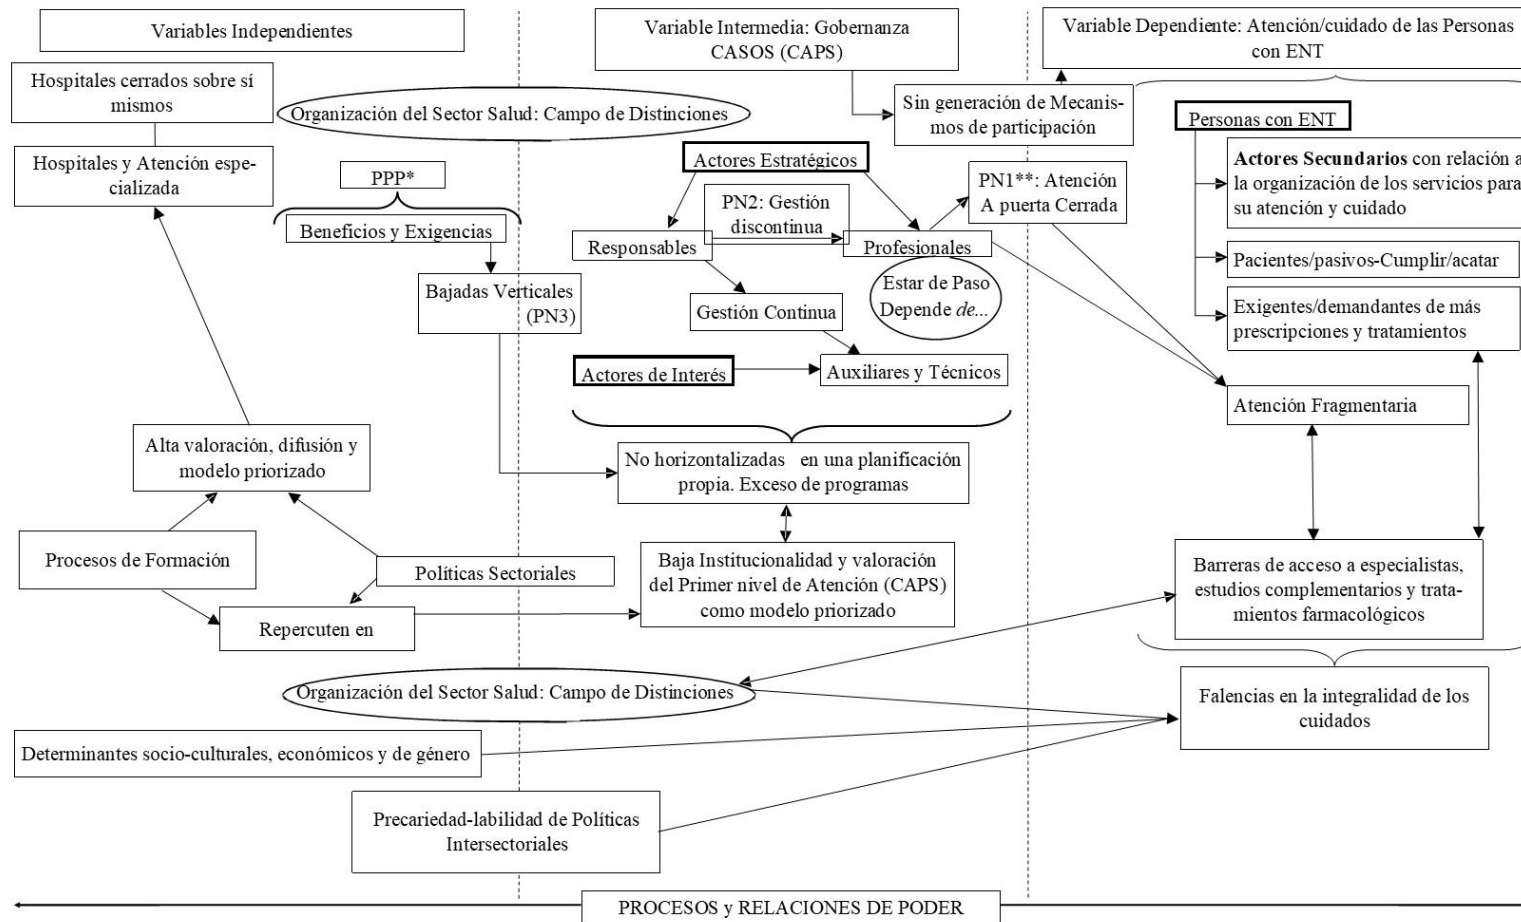 Variables Independientes
Variable Intermedia: Gobernanza
CASOS (CAPS)
Variable Dependiente: Atención/cuidado de las Personas
con ENT
Hospitales cerrados sobre sí
mismos
Organización del Sector Salud: Campo de Distinciones
Sin generación de Mecanis-
mos de participación
Personas con ENT
Hospitales y Atención espe-
cializada
PPP*
Beneficios y Exigencias
Bajadas Verticales
(PN3)
Actores Estratégicos
PN2: Gestión
discontinua
Responsables
Profesionales
PN1**: Atención
A puerta Cerrada
Estar de Paso
Depende de...
Gestión Continua
Actores de Interés
Auxiliares y Técnicos
Actores Secundarios con relación a
la organización de los servicios para
su atención y cuidado
Pacientes/pasivos-Cumplir/acatar
Exigentes/demandantes de más
prescripciones y tratamientos
Atención Fragmentaria
Alta valoración, difusión y
modelo priorizado
No horizontalizadas en una planificación
propia. Exceso de programas
Procesos de Formación
Políticas Sectoriales
Repercuten en
Baja Institucionalidad y valoración
del Primer nivel de Atención (CAPS)
como modelo priorizado
Barreras de acceso a especialistas,
estudios complementarios y trata-
mientos farmacológicos
Organización del Sector Salud: Campo de Distinciones
Falencias en la integralidad de los
cuidados
Determinantes socio-culturales, económicos y de género
Precariedad-labilidad de Políticas
Intersectoriales
PROCESOS y RELACIONES DE PODER